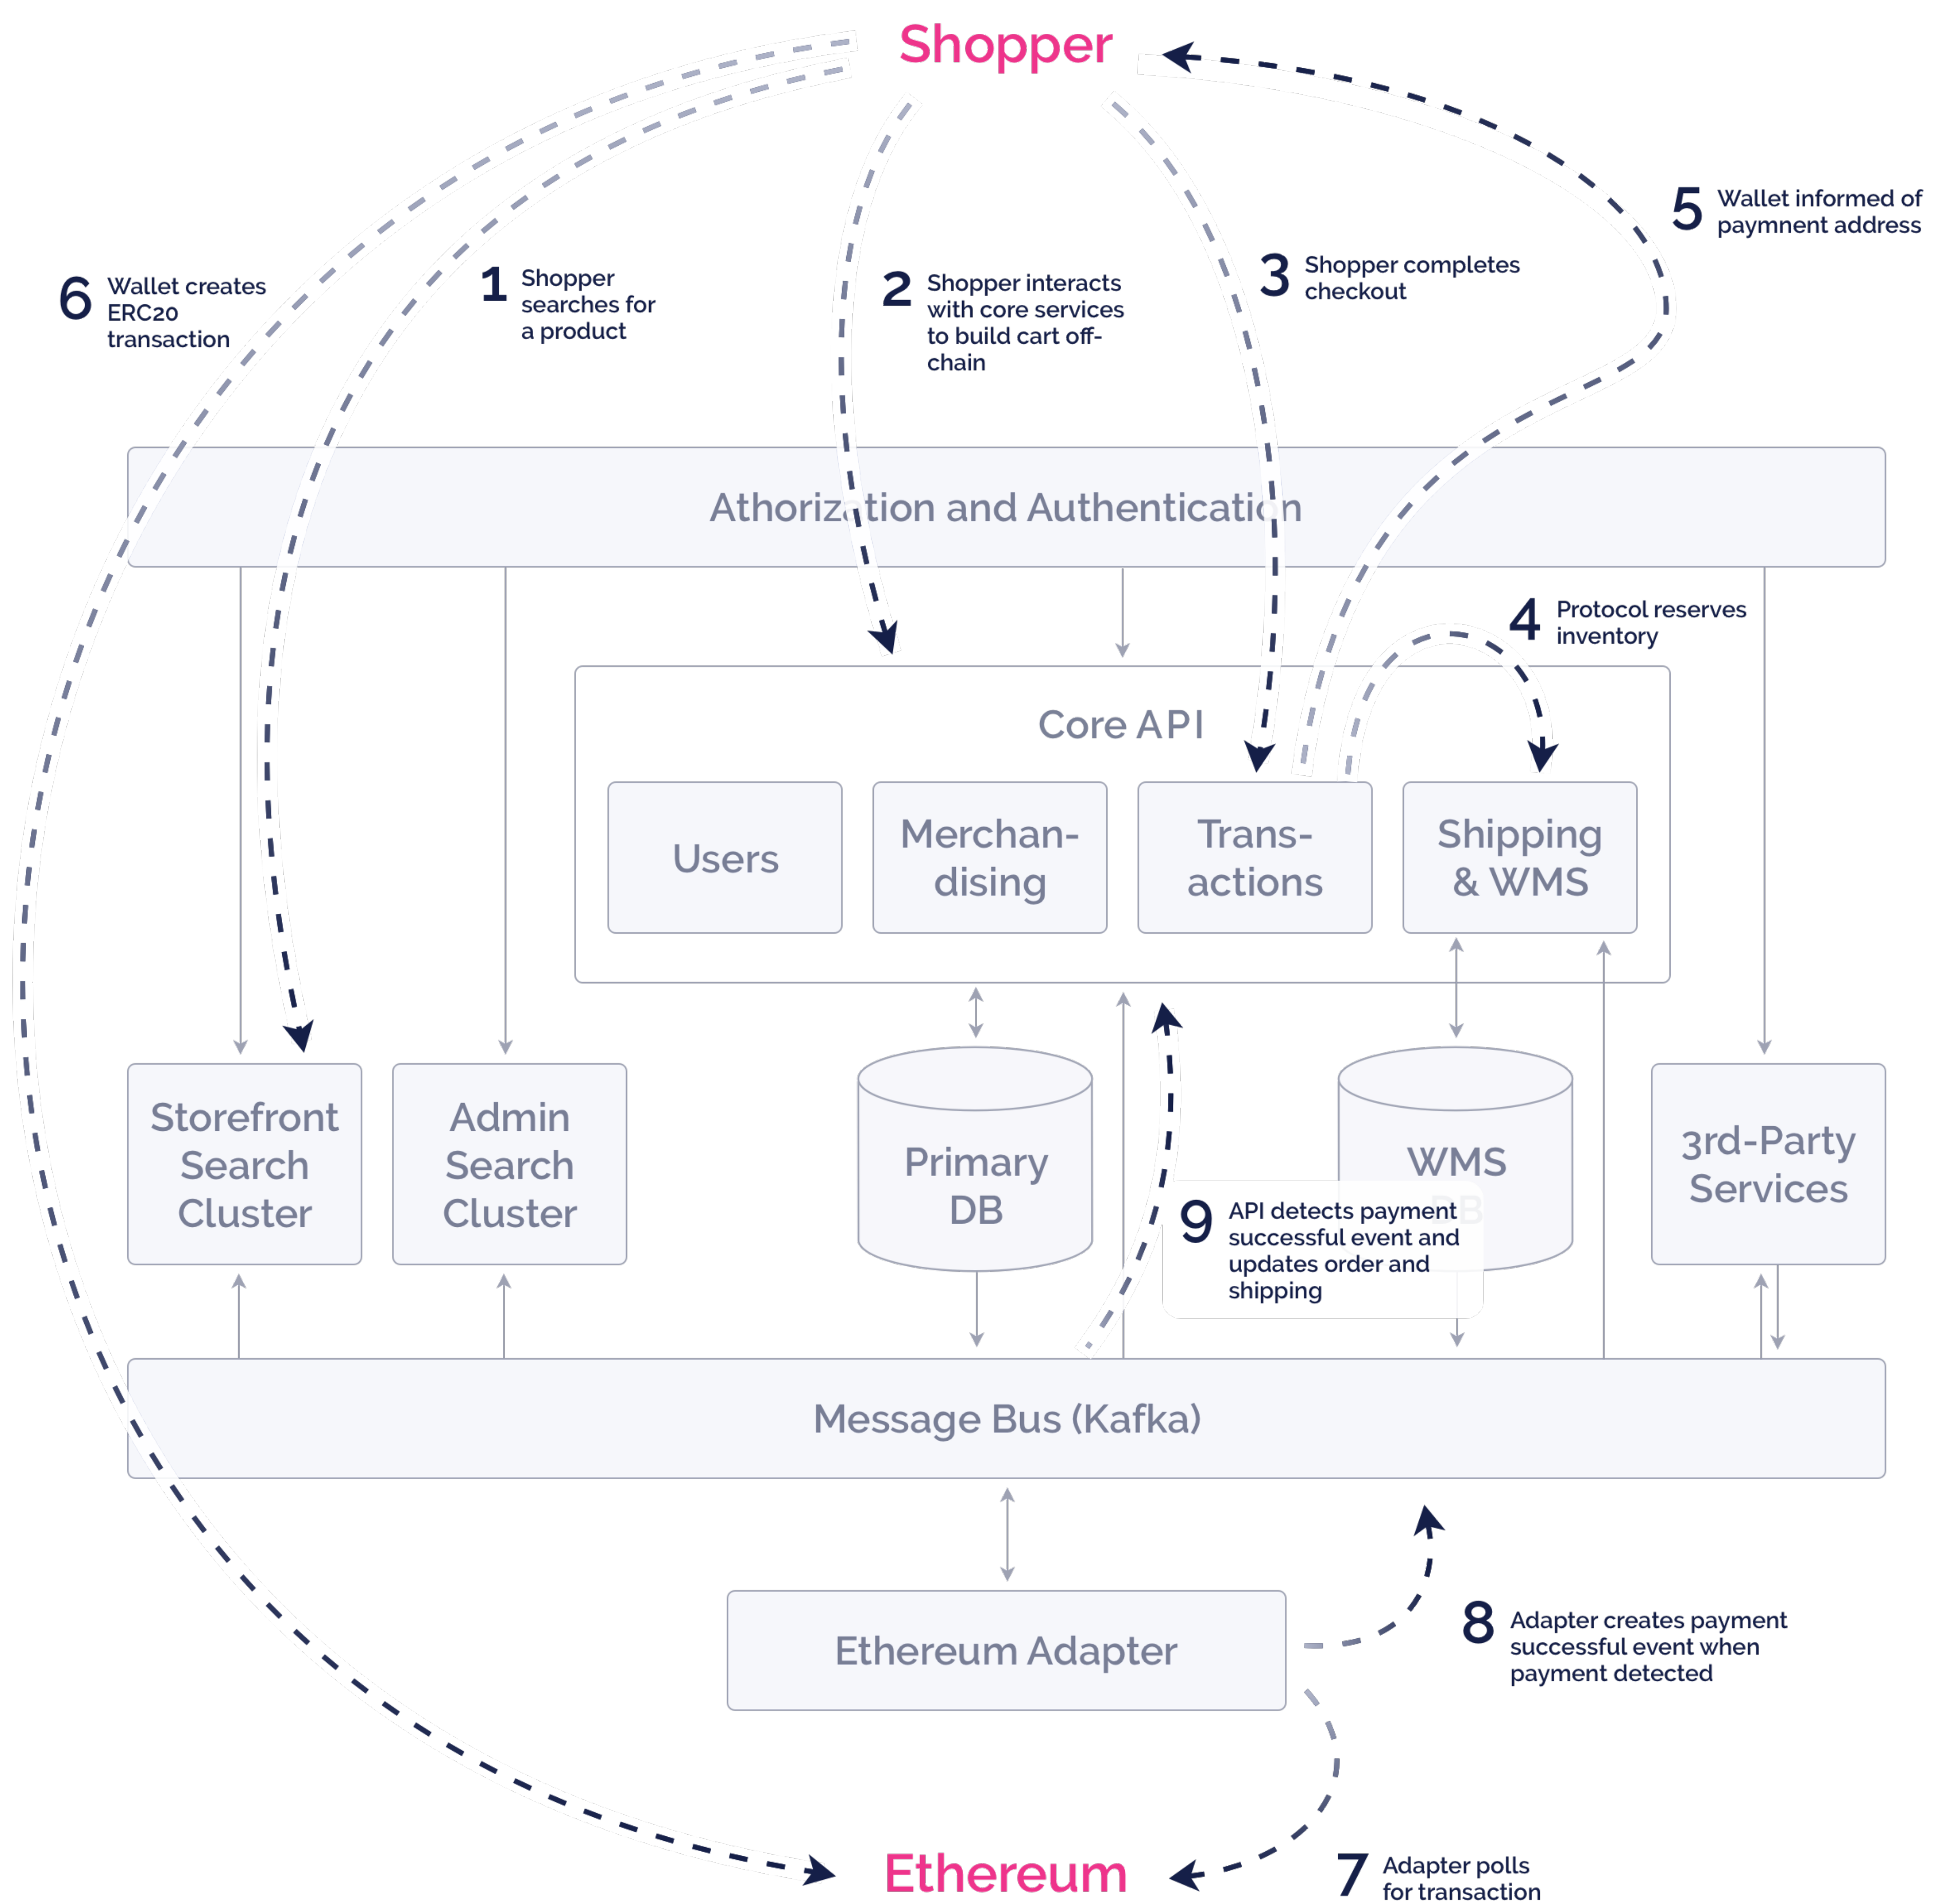 Shopper
5 Wallet informed of
paymnent address
3 Shopper completes
checkout
6 Wallet creates
ERC20
transaction
1 Shopper
searches for
a product
2 Shopper interacts
with core services
to build cart off-
chain
Athorization and Authentication
4 Protocol reserves
inventory
Core API
Users
Merchan-
dising
Trans-
actions
Shipping
& WMS
Storefront
Search
Cluster
Admin
Search
Cluster
Primary
DB
WMS
DB
3rd-Party
Services
9 API detects payment
successful event and
updates order and
shipping
Message Bus (Kafka)
Ethereum Adapter
8 Adapter creates payment
successful event when
payment detected
Ethereum
7 Adapter polls
for transaction